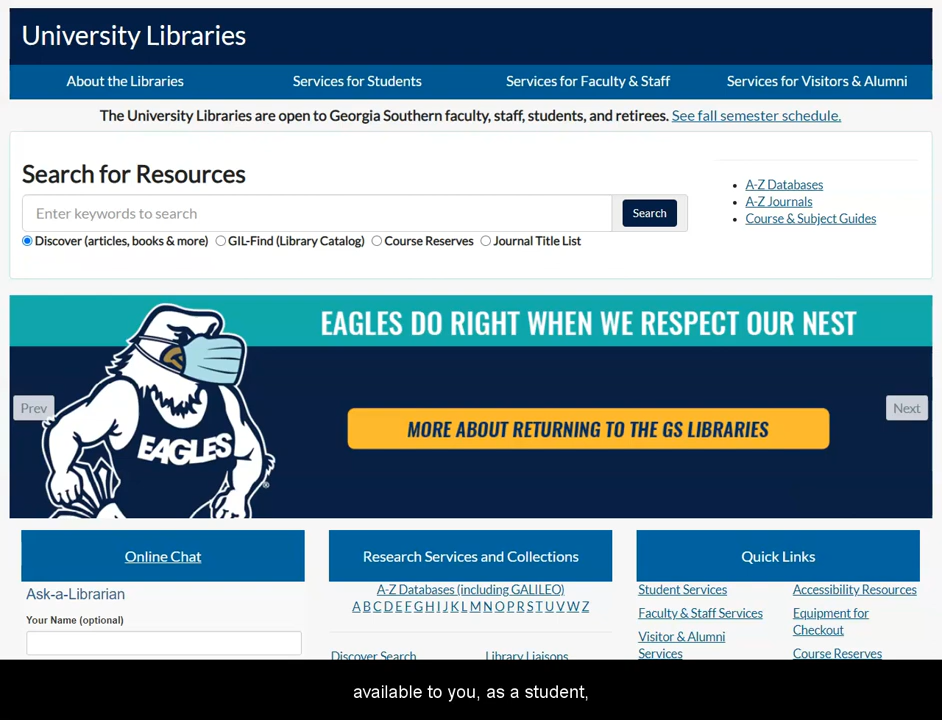 University Libraries
About the Libraries
Services for Students
Services for Faculty & Staff
Services for Visitors & Alumni
The University Libraries are open to Georgia Southern faculty, staff, students, and retirees. See fall semester schedule.
Search for Resources
Enter keywords to search
Search
Discover (articles, books & more) GIL-Find (Library Catalog) Course Reserves Journal Title List
A-Z Databases
A-Z Journals
Course & Subject Guides
EAGLES DO RIGHT WHEN WE RESPECT OUR NEST
Prev
Next
MORE ABOUT RETURNING TO THE GS LIBRARIES
EAGLES
Online Chat
Ask-a-Librarian
Your Name (optional)
Research Services and Collections
A-Z Databases (including GALILEO)
A B C D E F G H I J K L M N O P R S T U V W Z
Discover Search
Library Liaisons
Quick Links
Student Services
Faculty & Staff Services
Visitor & Alumni
Services
Accessibility Resources
Equipment for
Checkout
Course Reserves
available to you, as a student,